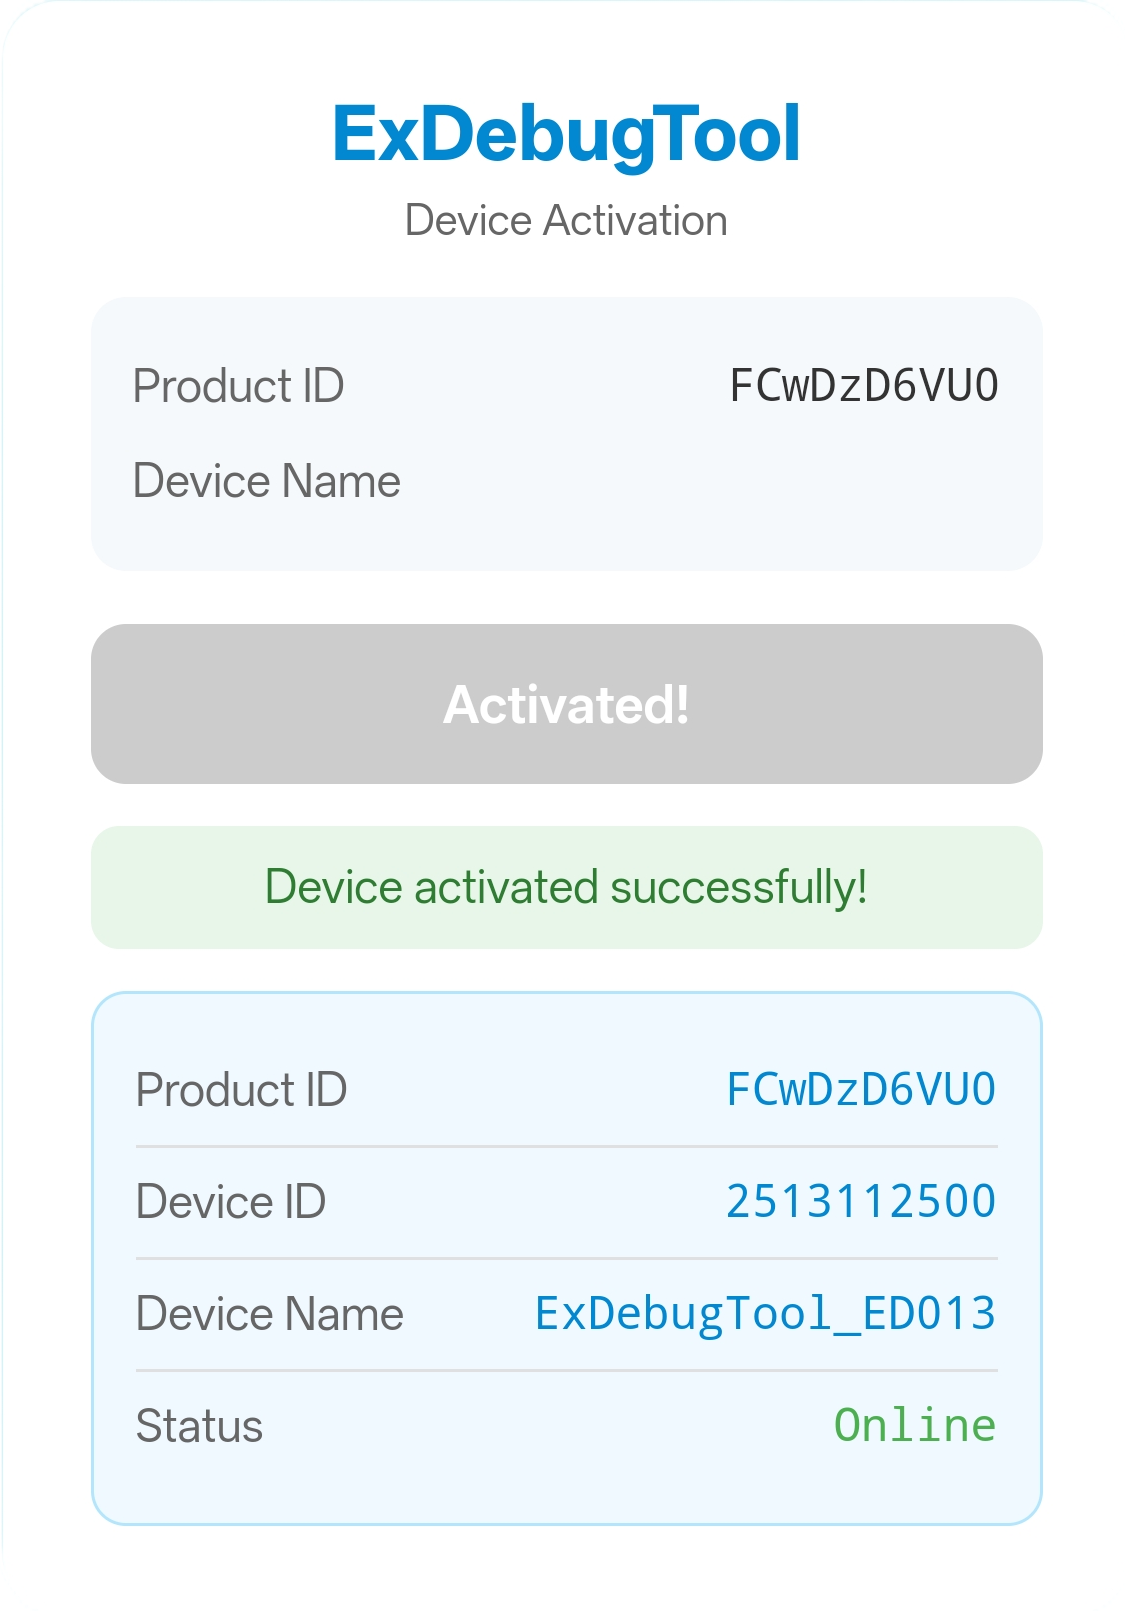 ExDebugTool
Device Activation
Product ID FCwDzD6VU0
Device Name
Activated!
Device activated successfully!
Product ID FCwDzD6VU0
Device ID 2513112500
Device Name ExDebugTool_ED013
Status Online